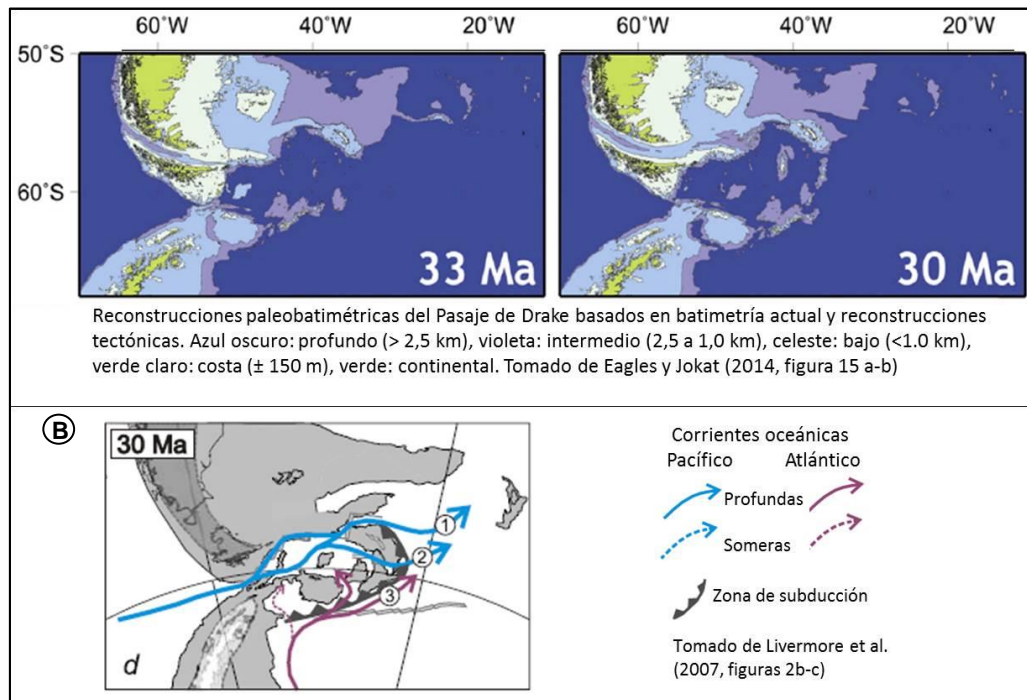 60°W 40°W 20°W 60°W 40°W 20°W
50°S
60°S
33 Ma 30 Ma
Reconstrucciones paleobatimétricas del Pasaje de Drake basados en batimetría actual y reconstrucciones
tectónicas. Azul oscuro: profundo (> 2,5 km), violeta: intermedio (2,5 a 1,0 km), celeste: bajo (<1.0 km),
verde claro: costa (± 150 m), verde: continental. Tomado de Eagles y Jokat (2014, figura 15 a-b)
B
30 Ma
1
2
3
d
Corrientes oceánicas
Pacífico Atlántico
Profundas
Someras
Zona de subducción
Tomado de Livermore et al.
(2007, figuras 2b-c)